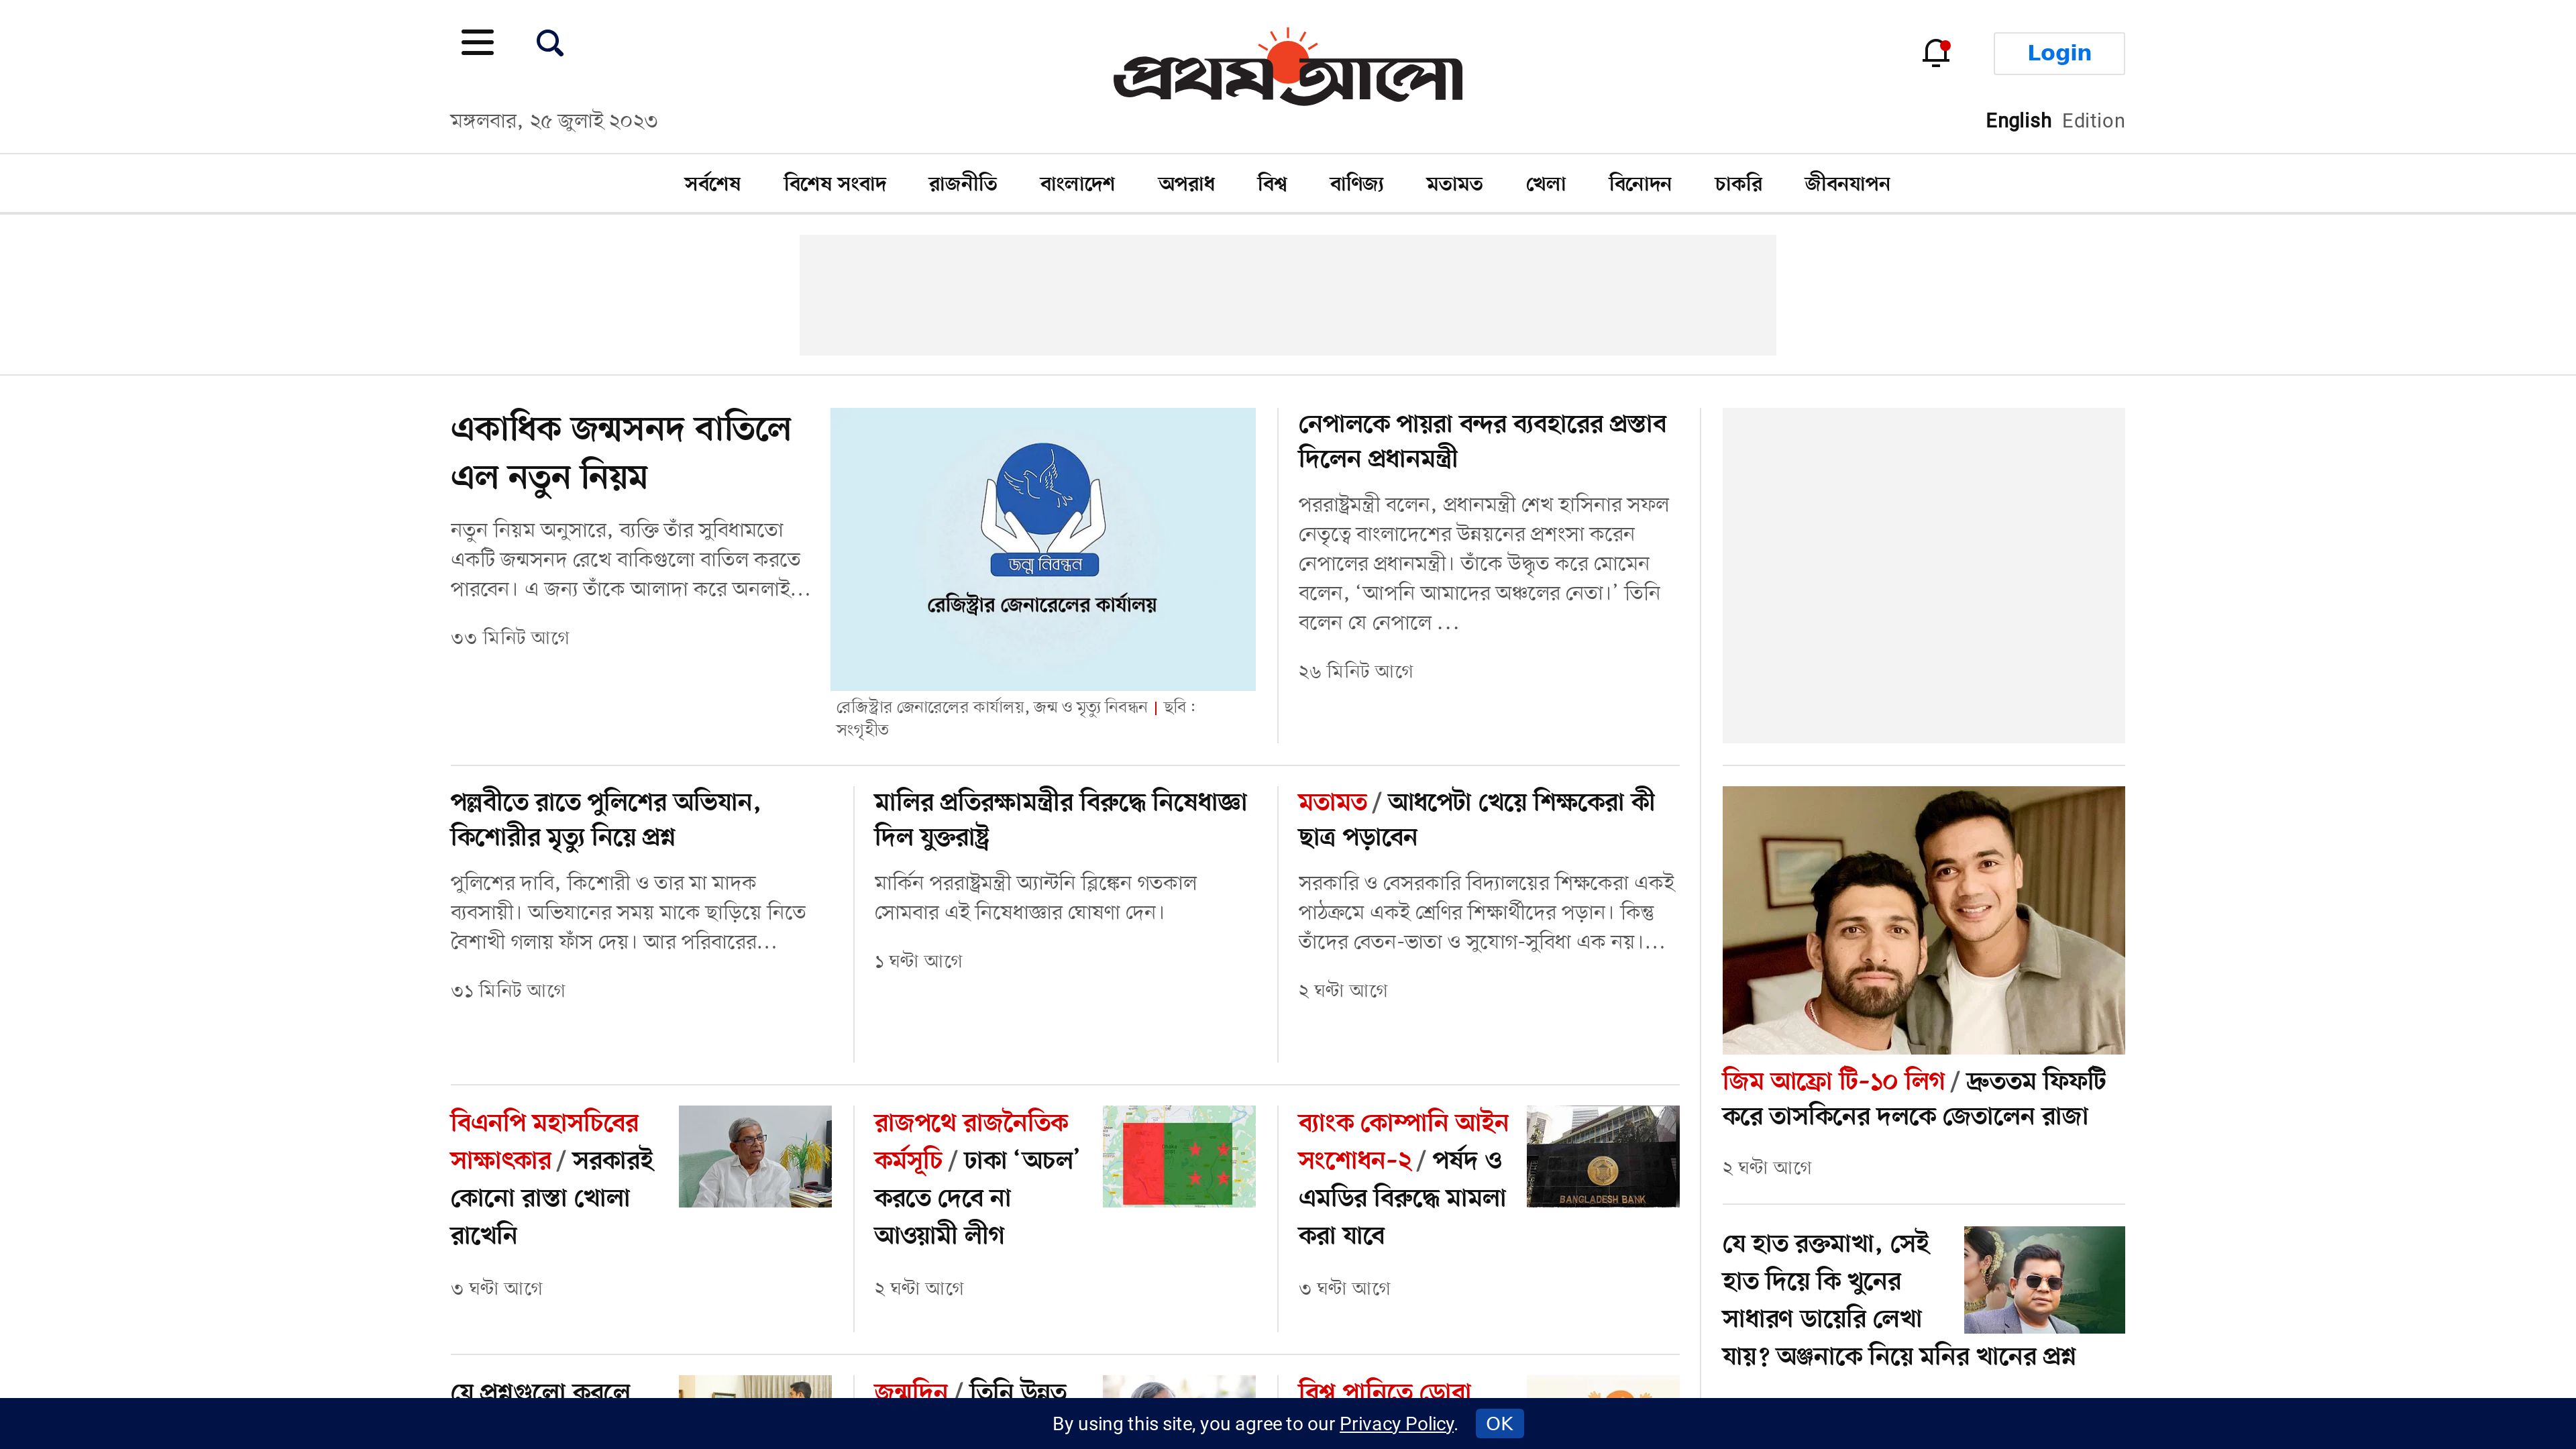 প্রথম আলো
Login
মঙ্গলবার, ২৫ জুলাই ২০২৩
English Edition
সর্বশেষ বিশেষ সংবাদ রাজনীতি বাংলাদেশ অপরাধ বিশ্ব বাণিজ্য মতামত খেলা বিনোদন চাকরি জীবনযাপন
একাধিক জন্মসনদ বাতিলে
এল নতুন নিয়ম
নতুন নিয়ম অনুসারে, ব্যক্তি তাঁর সুবিধামতো
একটি জন্মসনদ রেখে বাকিগুলো বাতিল করতে
পারবেন। এ জন্য তাঁকে আলাদা করে অনলাই...
৩৩ মিনিট আগে
জন্ম নিবন্ধন
রেজিস্ট্রার জেনারেলের কার্যালয়
রেজিস্ট্রার জেনারেলের কার্যালয়, জন্ম ও মৃত্যু নিবন্ধন | ছবি :
সংগৃহীত
নেপালকে পায়রা বন্দর ব্যবহারের প্রস্তাব
দিলেন প্রধানমন্ত্রী
পররাষ্ট্রমন্ত্রী বলেন, প্রধানমন্ত্রী শেখ হাসিনার সফল
নেতৃত্বে বাংলাদেশের উন্নয়নের প্রশংসা করেন
নেপালের প্রধানমন্ত্রী। তাঁকে উদ্ধৃত করে মোমেন
বলেন, ‘আপনি আমাদের অঞ্চলের নেতা।’ তিনি
বলেন যে নেপালে ...
২৬ মিনিট আগে
পল্লবীতে রাতে পুলিশের অভিযান,
কিশোরীর মৃত্যু নিয়ে প্রশ্ন
পুলিশের দাবি, কিশোরী ও তার মা মাদক
ব্যবসায়ী। অভিযানের সময় মাকে ছাড়িয়ে নিতে
বৈশাখী গলায় ফাঁস দেয়। আর পরিবারের...
৩১ মিনিট আগে
মালির প্রতিরক্ষামন্ত্রীর বিরুদ্ধে নিষেধাজ্ঞা
দিল যুক্তরাষ্ট্র
মার্কিন পররাষ্ট্রমন্ত্রী অ্যান্টনি ব্লিঙ্কেন গতকাল
সোমবার এই নিষেধাজ্ঞার ঘোষণা দেন।
১ ঘণ্টা আগে
মতামত / আধপেটা খেয়ে শিক্ষকেরা কী
ছাত্র পড়াবেন
সরকারি ও বেসরকারি বিদ্যালয়ের শিক্ষকেরা একই
পাঠক্রমে একই শ্রেণির শিক্ষার্থীদের পড়ান। কিন্তু
তাঁদের বেতন-ভাতা ও সুযোগ-সুবিধা এক নয়।...
২ ঘণ্টা আগে
জিম আফ্রো টি-১০ লিগ / দ্রুততম ফিফটি
করে তাসকিনের দলকে জেতালেন রাজা
২ ঘণ্টা আগে
বিএনপি মহাসচিবের
সাক্ষাৎকার / সরকারই
কোনো রাস্তা খোলা
রাখেনি
৩ ঘণ্টা আগে
রাজপথে রাজনৈতিক
কর্মসূচি / ঢাকা ‘অচল’
করতে দেবে না
আওয়ামী লীগ
২ ঘণ্টা আগে
ব্যাংক কোম্পানি আইন
সংশোধন-২ / পর্ষদ ও
এমডির বিরুদ্ধে মামলা
করা যাবে
৩ ঘণ্টা আগে
BANGLADESH BANK
যে হাত রক্তমাখা, সেই
হাত দিয়ে কি খুনের
সাধারণ ডায়েরি লেখা
যায়? অঞ্জনাকে নিয়ে মনির খানের প্রশ্ন
যে প্রশ্নগুলো করলে
জন্মদিন / তিনি উন্নত
বিশ্ব পানিতে ডোবা
By using this site, you agree to our Privacy Policy. OK